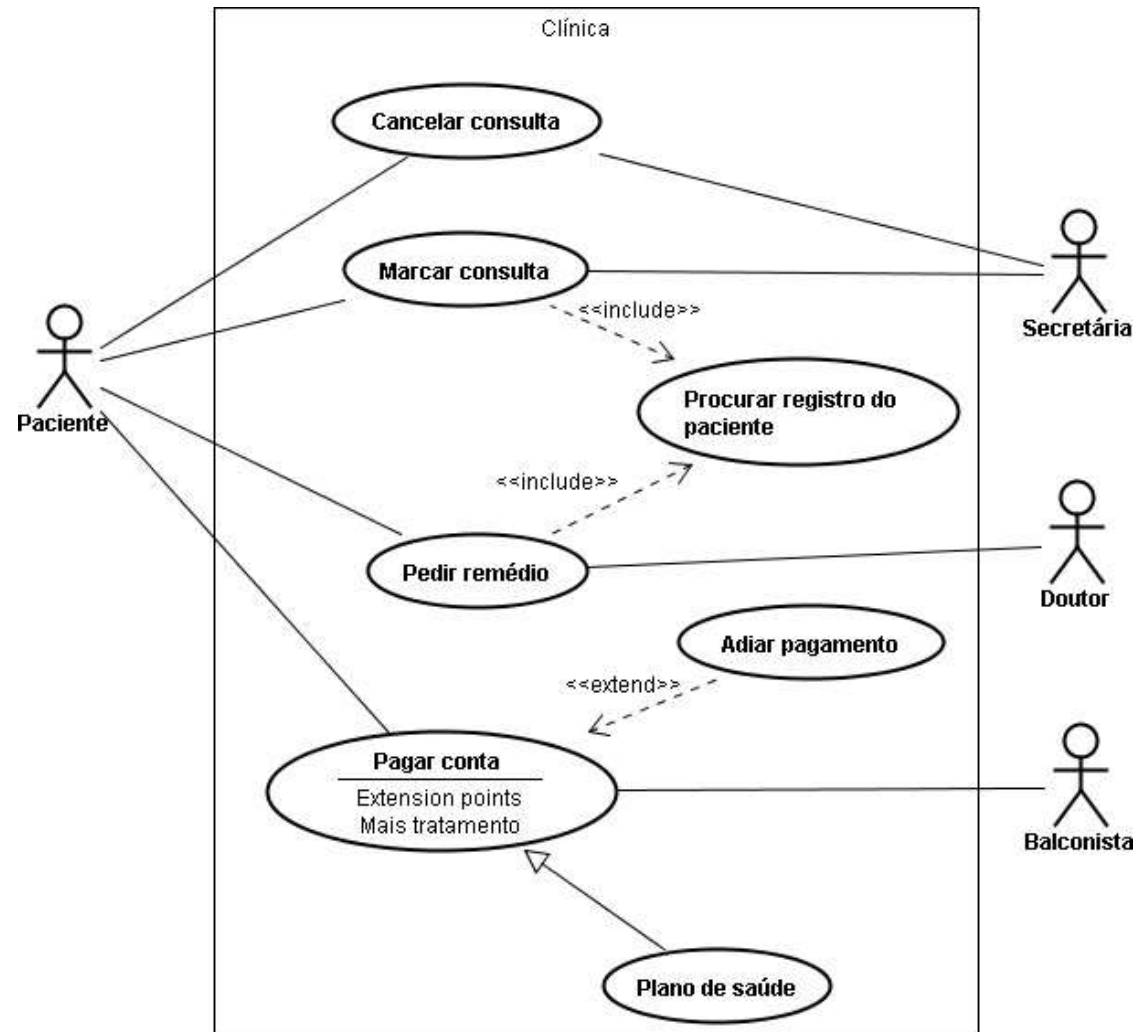 Clínica
Cancelar consulta
Marcar consulta
<<include>>
Secretária
Paciente
Procurar registro do
paciente
<<include>>
Pedir remédio
Doutor
Adiar pagamento
<<extend>>
Pagar conta
Extension points
Mais tratamento
Balconista
Plano de saúde